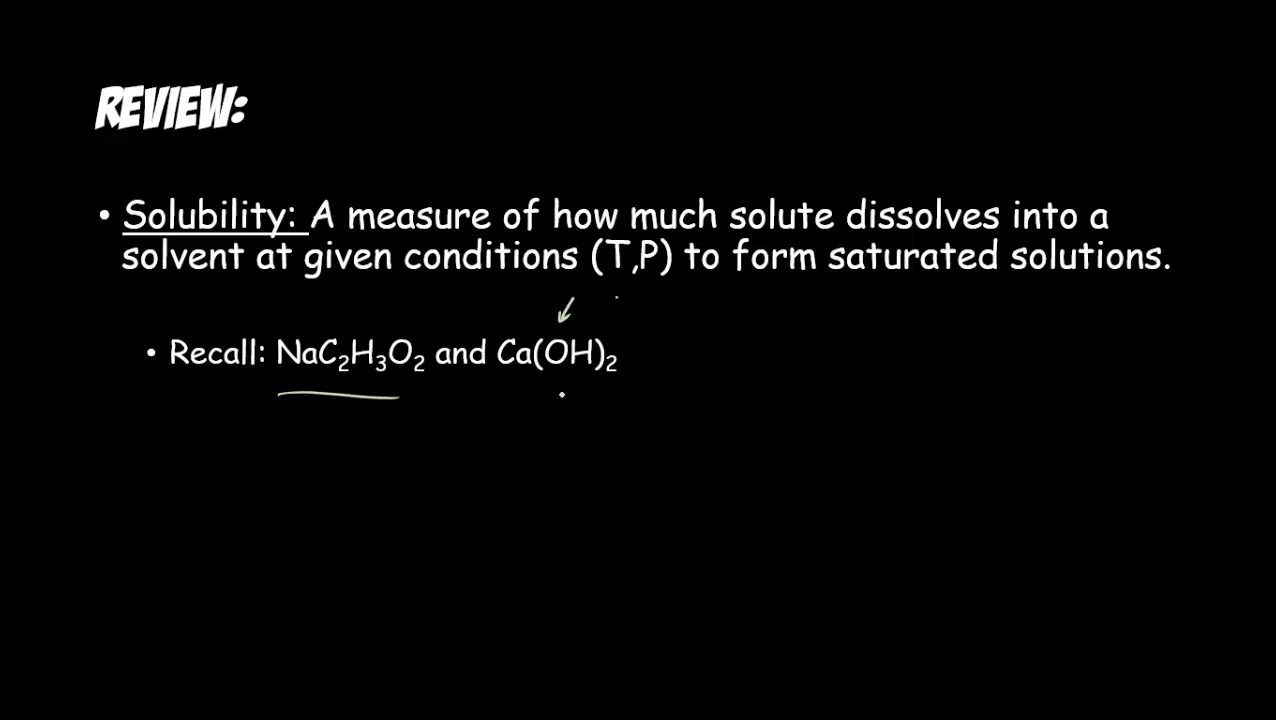 REVIEW:
• Solubility: A measure of how much solute dissolves into a
solvent at given conditions (T,P) to form saturated solutions.
• Recall: NaC₂H₃O₂ and Ca(OH)₂